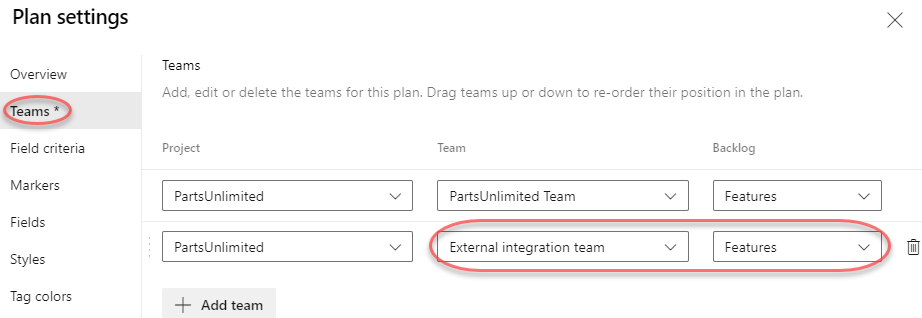 Plan settings
Overview
Teams *
Field criteria
Markers
Fields
Styles
Tag colors
Teams
Add, edit or delete the teams for this plan. Drag teams up or down to re-order their position in the plan.
Project Team Backlog
PartsUnlimited PartsUnlimited Team Features
PartsUnlimited External integration team Features
Add team